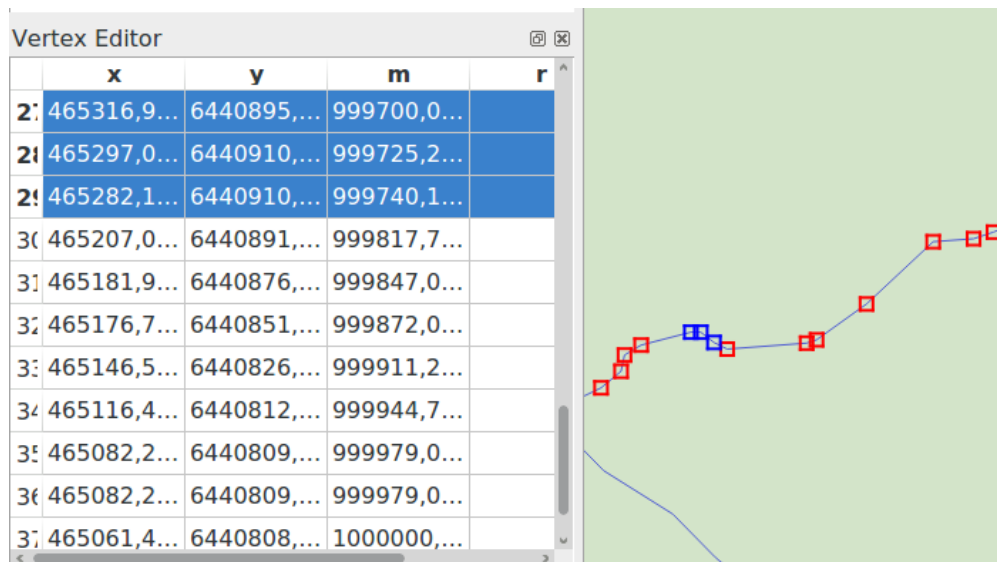 Vertex Editor
x y m r
27 465316,9... 6440895,... 999700,0...
28 465297,0... 6440910,... 999725,2...
29 465282,1... 6440910,... 999740,1...
30 465207,0... 6440891,... 999817,7...
31 465181,9... 6440876,... 999847,0...
32 465176,7... 6440851,... 999872,0...
33 465146,5... 6440826,... 999911,2...
34 465116,4... 6440812,... 999944,7...
35 465082,2... 6440809,... 999979,0...
36 465082,2... 6440809,... 999979,0...
37 465061,4... 6440808,... 1000000,...